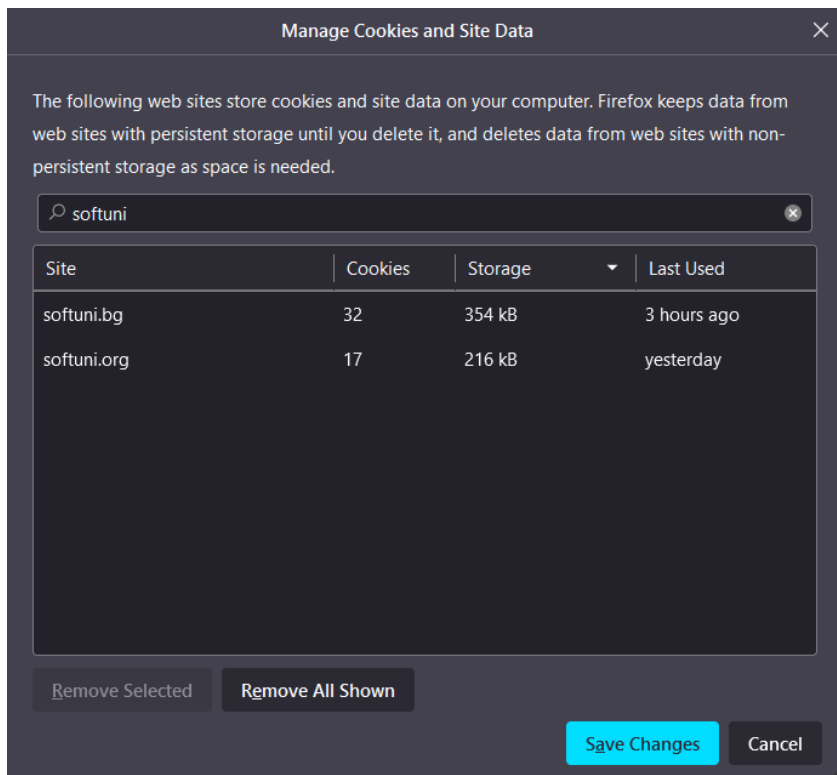 Manage Cookies and Site Data
The following web sites store cookies and site data on your computer. Firefox keeps data from
web sites with persistent storage until you delete it, and deletes data from web sites with non-
persistent storage as space is needed.
softuni
Site Cookies Storage Last Used
softuni.bg 32 354 kB 3 hours ago
softuni.org 17 216 kB yesterday
Remove Selected Remove All Shown
Save Changes Cancel